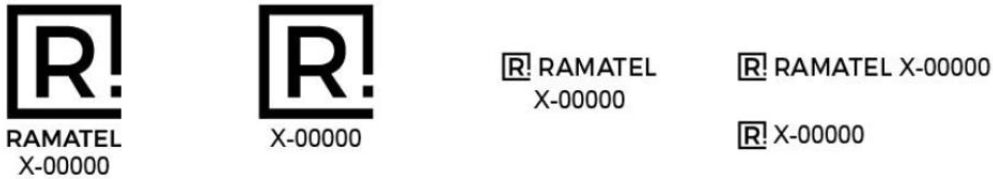 R!
RAMATEL
X-00000
R!
X-00000
R! RAMATEL
X-00000
R! RAMATEL X-00000
R! X-00000